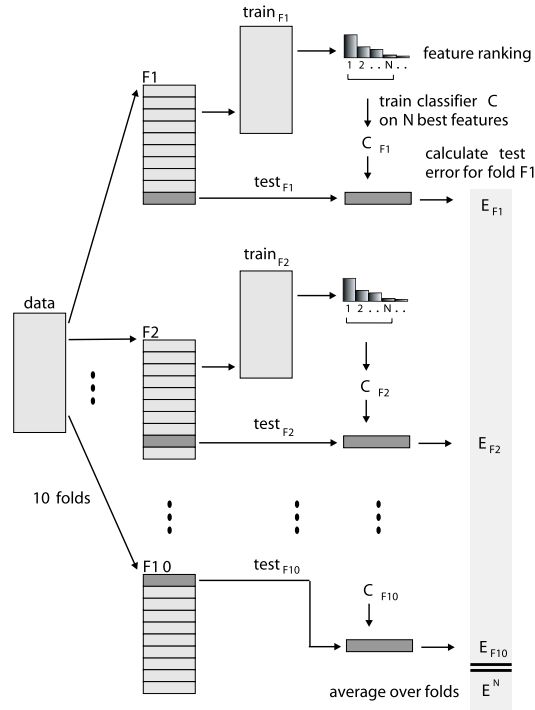 train F1
F1
feature ranking
1 2 . . N . .
train classifier C
on N best features
C F1
calculate test
error for fold F1
test F1
E F1
train F2
data
F2
1 2 . . N . .
C F2
test F2
E F2
10 folds
F1 0
test F10
C F10
E F10
average over folds
E N